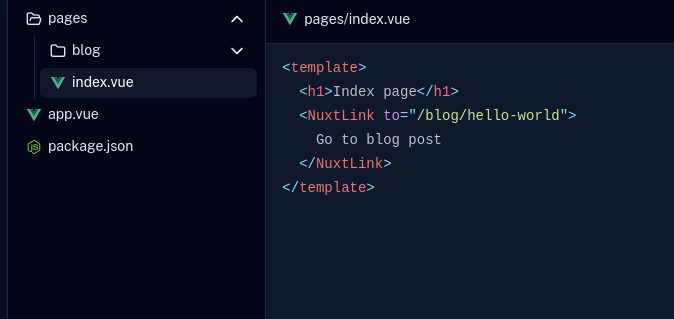 pages
blog
index.vue
app.vue
package.json
pages/index.vue
<template>
  <h1>Index page</h1>
  <NuxtLink to="/blog/hello-world">
    Go to blog post
  </NuxtLink>
</template>